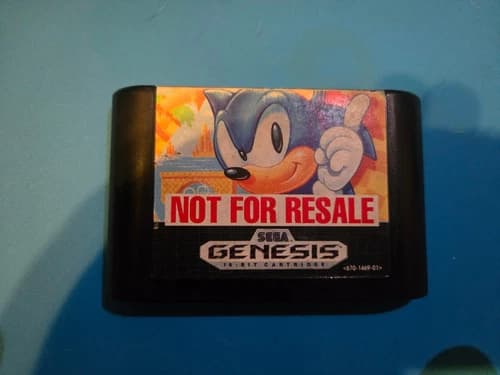 NOT FOR RESALE
SEGA
GENESIS
16-BIT CARTRIDGE
<670-1469-01>